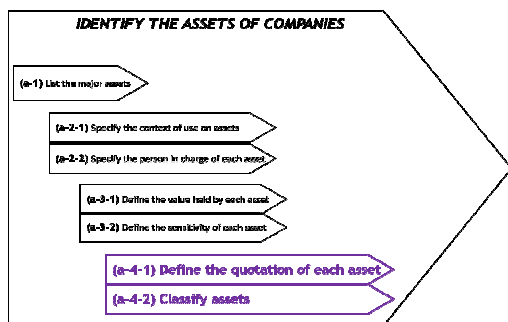 IDENTIFY THE ASSETS OF COMPANIES
(a-1) List the major assets
(a-2-1) Specify the context of use on assets
(a-2-2) Specify the person in charge of each asset
(a-3-1) Define the value held by each asset
(a-3-2) Define the sensitivity of each asset
(a-4-1) Define the quotation of each asset
(a-4-2) Classify assets